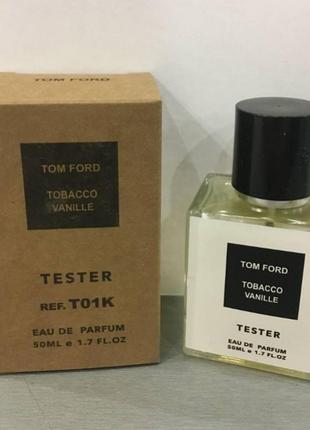 TOM FORD
TOBACCO
VANILLE
TESTER
REF. T01K
EAU DE PARFUM
50ML e 1.7 FL.OZ
TOM FORD
TOBACCO
VANILLE
TESTER
EAU DE PARFUM
50ML e 1.7 FL.OZ